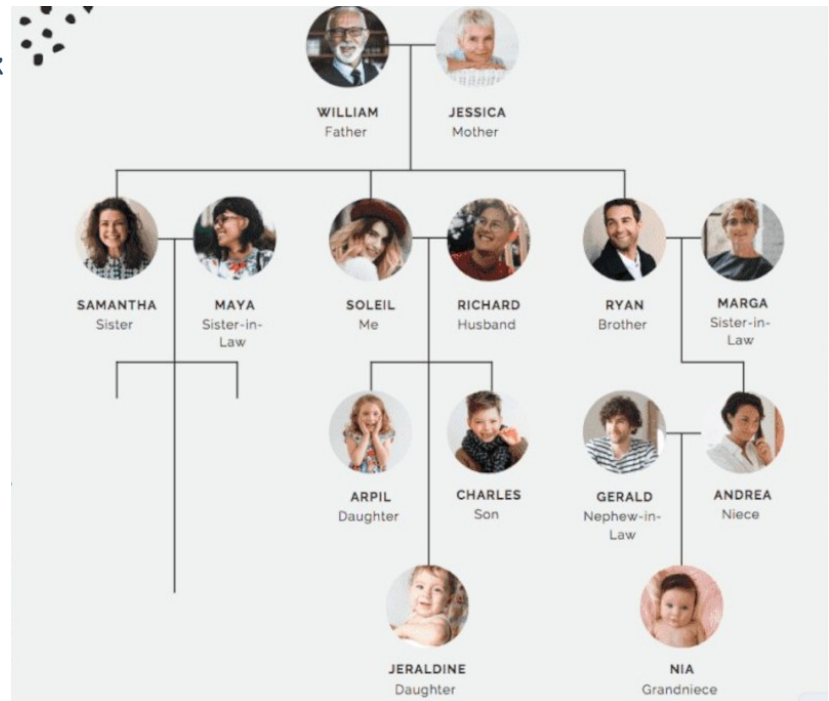 WILLIAM
Father
JESSICA
Mother
SAMANTHA
Sister
MAYA
Sister-in-
Law
SOLEIL
Me
RICHARD
Husband
RYAN
Brother
MARGA
Sister-in-
Law
ARPIL
Daughter
CHARLES
Son
GERALD
Nephew-in-
Law
ANDREA
Niece
JERALDINE
Daughter
NIA
Grandniece